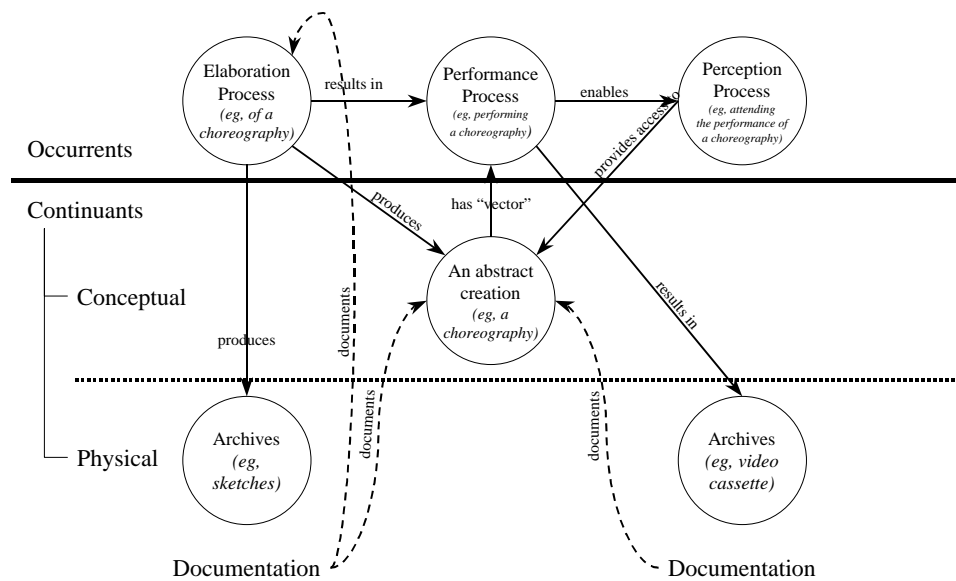 Elaboration
Process
(eg, of a
choreography)
results in
Performance
Process
(eg, performing
a choreography)
enables
Perception
Process
(eg, attending
the performance of
a choreography)
provides access to
Occurrents
Continuants
produces
has “vector”
An abstract
creation
(eg, a
choreography)
Conceptual
results in
produces
documents
documents
documents
Archives
(eg,
sketches)
Archives
(eg, video
cassette)
Physical
Documentation
Documentation